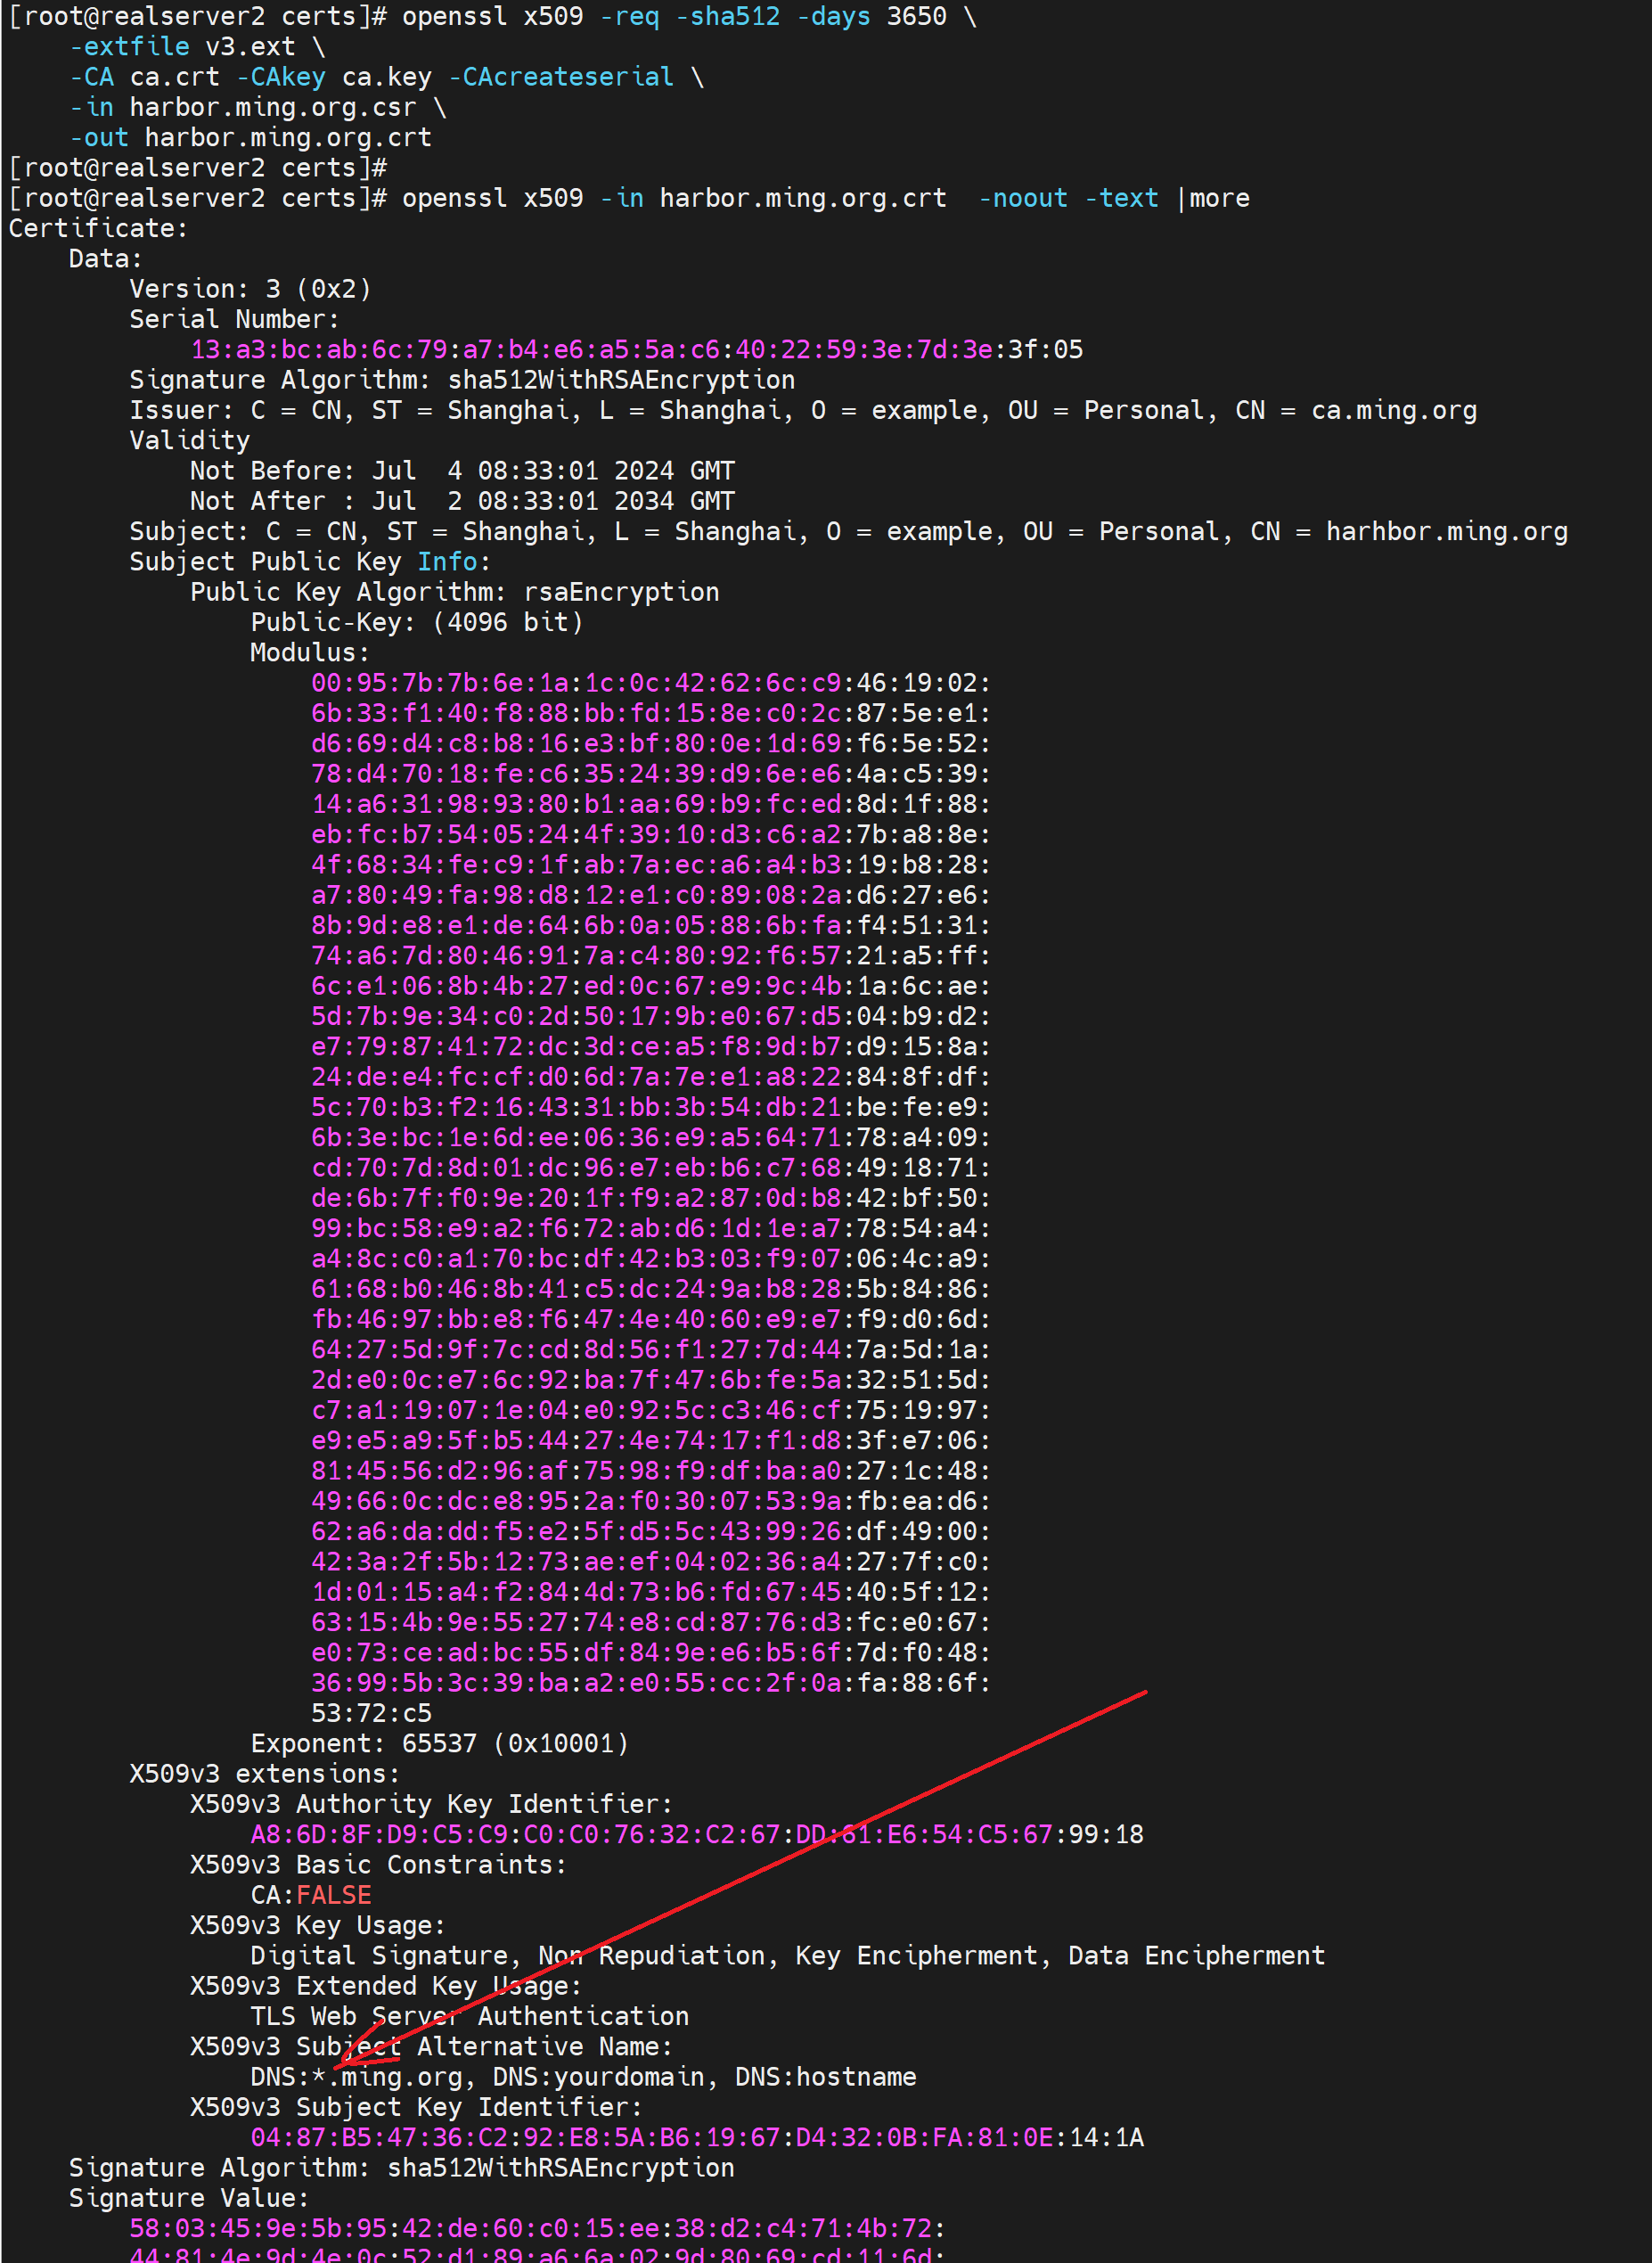 [root@realserver2 certs]# openssl x509 -req -sha512 -days 3650 \
    -extfile v3.ext \
    -CA ca.crt -CAkey ca.key -CAcreateserial \
    -in harbor.ming.org.csr \
    -out harbor.ming.org.crt
[root@realserver2 certs]#
[root@realserver2 certs]# openssl x509 -in harbor.ming.org.crt  -noout -text |more
Certificate:
    Data:
        Version: 3 (0x2)
        Serial Number:
            13:a3:bc:ab:6c:79:a7:b4:e6:a5:5a:c6:40:22:59:3e:7d:3e:3f:05
        Signature Algorithm: sha512WithRSAEncryption
        Issuer: C = CN, ST = Shanghai, L = Shanghai, O = example, OU = Personal, CN = ca.ming.org
        Validity
            Not Before: Jul  4 08:33:01 2024 GMT
            Not After : Jul  2 08:33:01 2034 GMT
        Subject: C = CN, ST = Shanghai, L = Shanghai, O = example, OU = Personal, CN = harhbor.ming.org
        Subject Public Key Info:
            Public Key Algorithm: rsaEncryption
                Public-Key: (4096 bit)
                Modulus:
                    00:95:7b:7b:6e:1a:1c:0c:42:62:6c:c9:46:19:02:
                    6b:33:f1:40:f8:88:bb:fd:15:8e:c0:2c:87:5e:e1:
                    d6:69:d4:c8:b8:16:e3:bf:80:0e:1d:69:f6:5e:52:
                    78:d4:70:18:fe:c6:35:24:39:d9:6e:e6:4a:c5:39:
                    14:a6:31:98:93:80:b1:aa:69:b9:fc:ed:8d:1f:88:
                    eb:fc:b7:54:05:24:4f:39:10:d3:c6:a2:7b:a8:8e:
                    4f:68:34:fe:c9:1f:ab:7a:ec:a6:a4:b3:19:b8:28:
                    a7:80:49:fa:98:d8:12:e1:c0:89:08:2a:d6:27:e6:
                    8b:9d:e8:e1:de:64:6b:0a:05:88:6b:fa:f4:51:31:
                    74:a6:7d:80:46:91:7a:c4:80:92:f6:57:21:a5:ff:
                    6c:e1:06:8b:4b:27:ed:0c:67:e9:9c:4b:1a:6c:ae:
                    5d:7b:9e:34:c0:2d:50:17:9b:e0:67:d5:04:b9:d2:
                    e7:79:87:41:72:dc:3d:ce:a5:f8:9d:b7:d9:15:8a:
                    24:de:e4:fc:cf:d0:6d:7a:7e:e1:a8:22:84:8f:df:
                    5c:70:b3:f2:16:43:31:bb:3b:54:db:21:be:fe:e9:
                    6b:3e:bc:1e:6d:ee:06:36:e9:a5:64:71:78:a4:09:
                    cd:70:7d:8d:01:dc:96:e7:eb:b6:c7:68:49:18:71:
                    de:6b:7f:f0:9e:20:1f:f9:a2:87:0d:b8:42:bf:50:
                    99:bc:58:e9:a2:f6:72:ab:d6:1d:1e:a7:78:54:a4:
                    a4:8c:c0:a1:70:bc:df:42:b3:03:f9:07:06:4c:a9:
                    61:68:b0:46:8b:41:c5:dc:24:9a:b8:28:5b:84:86:
                    fb:46:97:bb:e8:f6:47:4e:40:60:e9:e7:f9:d0:6d:
                    64:27:5d:9f:7c:cd:8d:56:f1:27:7d:44:7a:5d:1a:
                    2d:e0:0c:e7:6c:92:ba:7f:47:6b:fe:5a:32:51:5d:
                    c7:a1:19:07:1e:04:e0:92:5c:c3:46:cf:75:19:97:
                    e9:e5:a9:5f:b5:44:27:4e:74:17:f1:d8:3f:e7:06:
                    81:45:56:d2:96:af:75:98:f9:df:ba:a0:27:1c:48:
                    49:66:0c:dc:e8:95:2a:f0:30:07:53:9a:fb:ea:d6:
                    62:a6:da:dd:f5:e2:5f:d5:5c:43:99:26:df:49:00:
                    42:3a:2f:5b:12:73:ae:ef:04:02:36:a4:27:7f:c0:
                    1d:01:15:a4:f2:84:4d:73:b6:fd:67:45:40:5f:12:
                    63:15:4b:9e:55:27:74:e8:cd:87:76:d3:fc:e0:67:
                    e0:73:ce:ad:bc:55:df:84:9e:e6:b5:6f:7d:f0:48:
                    36:99:5b:3c:39:ba:a2:e0:55:cc:2f:0a:fa:88:6f:
                    53:72:c5
                Exponent: 65537 (0x10001)
        X509v3 extensions:
            X509v3 Authority Key Identifier:
                A8:6D:8F:D9:C5:C9:C0:C0:76:32:C2:67:DD:61:E6:54:C5:67:99:18
            X509v3 Basic Constraints:
                CA:FALSE
            X509v3 Key Usage:
                Digital Signature, Non Repudiation, Key Encipherment, Data Encipherment
            X509v3 Extended Key Usage:
                TLS Web Server Authentication
            X509v3 Subject Alternative Name:
                DNS:*.ming.org, DNS:yourdomain, DNS:hostname
            X509v3 Subject Key Identifier:
                04:87:B5:47:36:C2:92:E8:5A:B6:19:67:D4:32:0B:FA:81:0E:14:1A
    Signature Algorithm: sha512WithRSAEncryption
    Signature Value:
        58:03:45:9e:5b:95:42:de:60:c0:15:ee:38:d2:c4:71:4b:72:
        44:81:4e:9d:4e:0c:52:d1:89:a6:6a:02:9d:80:69:cd:11:6d: